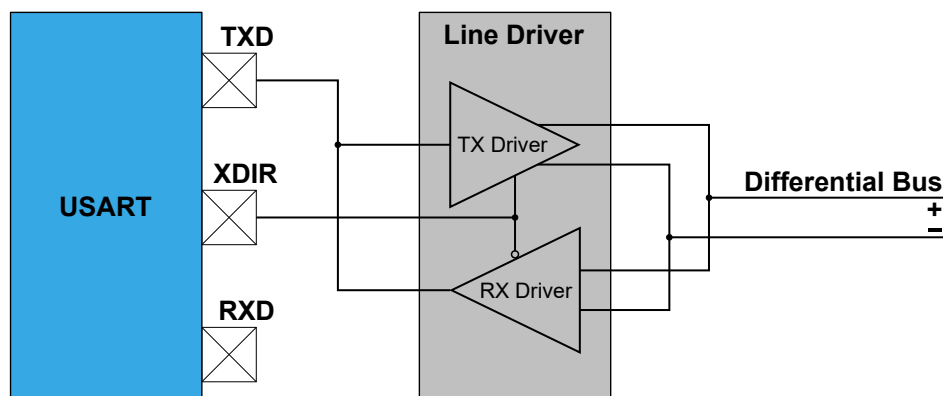 TXD
Line Driver
TX Driver
XDIR
USART
Differential Bus
+
−
RX Driver
RXD